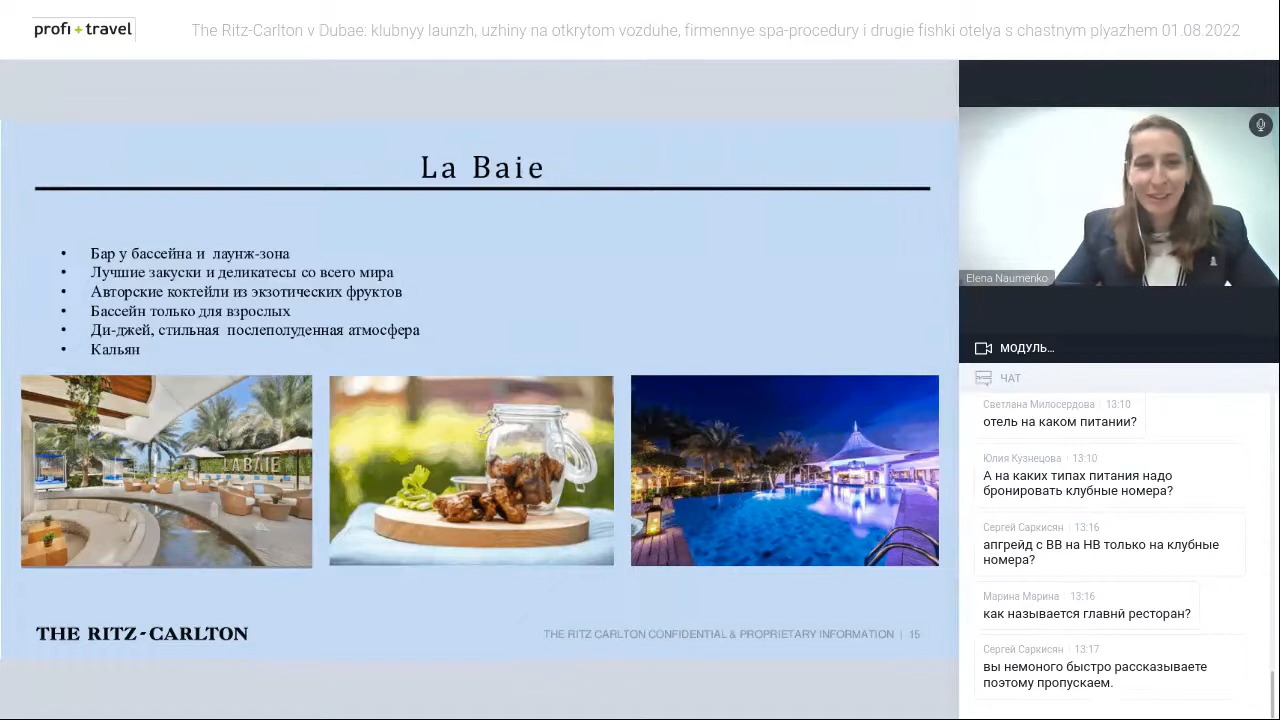 profi+travel
The Ritz-Carlton v Dubae: klubnyy launzh, uzhiny na otkrytom vozduhe, firmennye spa-procedury i drugie fishki otelya s chastnym plyazhem 01.08.2022
La Baie
• Бар у бассейна и лаунж-зона
• Лучшие закуски и деликатесы со всего мира
• Авторские коктейли из экзотических фруктов
• Бассейн только для взрослых
• Ди-джей, стильная послеполуденная атмосфера
• Кальян
LA BAIE
THE RITZ-CARLTON
THE RITZ CARLTON CONFIDENTIAL & PROPRIETARY INFORMATION | 15
Elena Naumenko
МОДУЛЬ...
ЧАТ
Светлана Милосердова 13:10
отель на каком питании?
Юлия Кузнецова 13:10
А на каких типах питания надо
бронировать клубные номера?
Сергей Саркисян 13:16
апгрейд с ВВ на НВ только на клубные
номера?
Марина Марина 13:16
как называется главнй ресторан?
Сергей Саркисян 13:17
вы немоного быстро рассказываете
поэтому пропускаем.